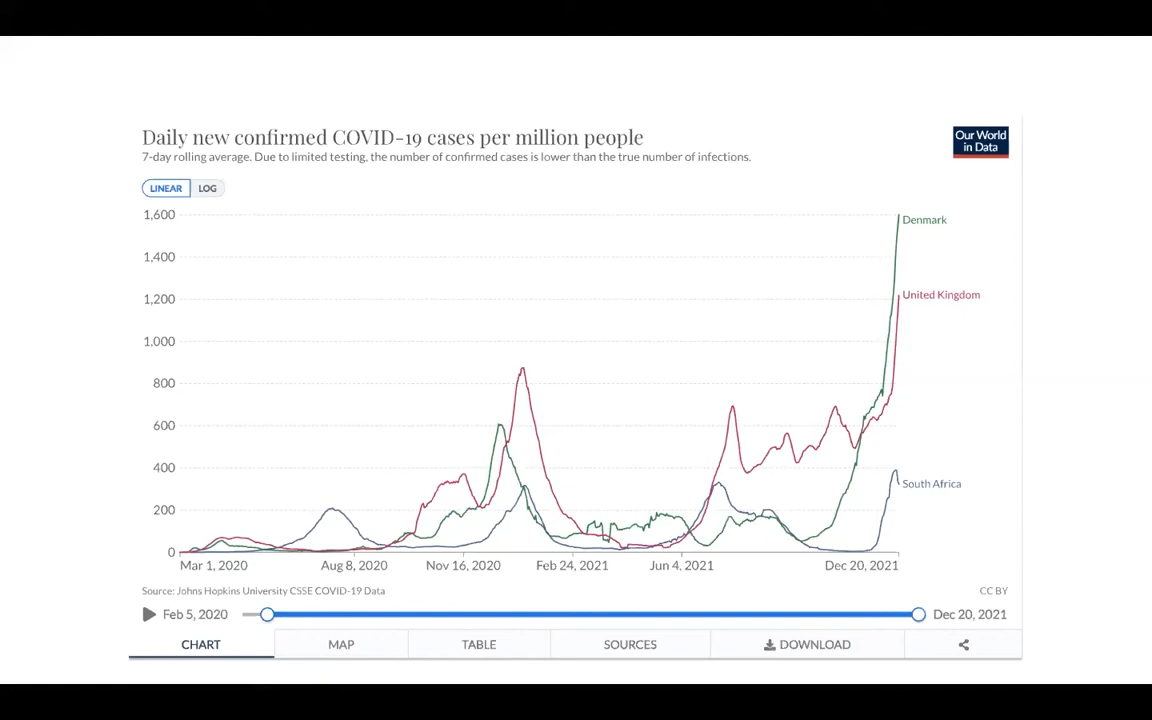 Daily new confirmed COVID-19 cases per million people
7-day rolling average. Due to limited testing, the number of confirmed cases is lower than the true number of infections.
Our World
in Data
LINEAR LOG
1,600
1,400
1,200
1,000
800
600
400
200
0
Denmark
United Kingdom
South Africa
Mar 1, 2020 Aug 8, 2020 Nov 16, 2020 Feb 24, 2021 Jun 4, 2021 Dec 20, 2021
Source: Johns Hopkins University CSSE COVID-19 Data CC BY
Feb 5, 2020 Dec 20, 2021
CHART MAP TABLE SOURCES DOWNLOAD